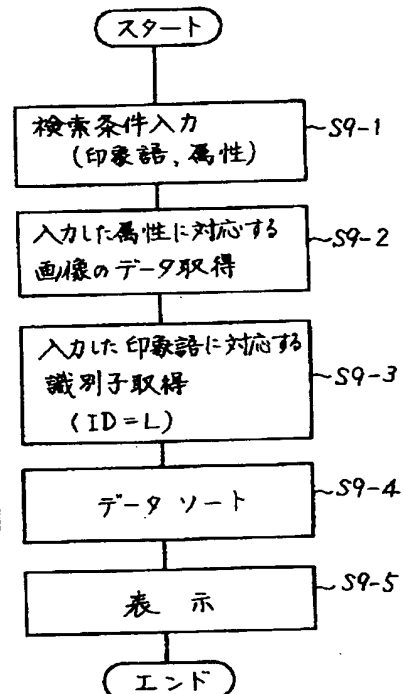 スタート
検索条件入力
(印象語、属性)
S9-1
入力した属性に対応する
画像のデータ取得
S9-2
入力した印象語に対応する
識別子取得
(ID=L)
S9-3
データソート
S9-4
表示
S9-5
エンド